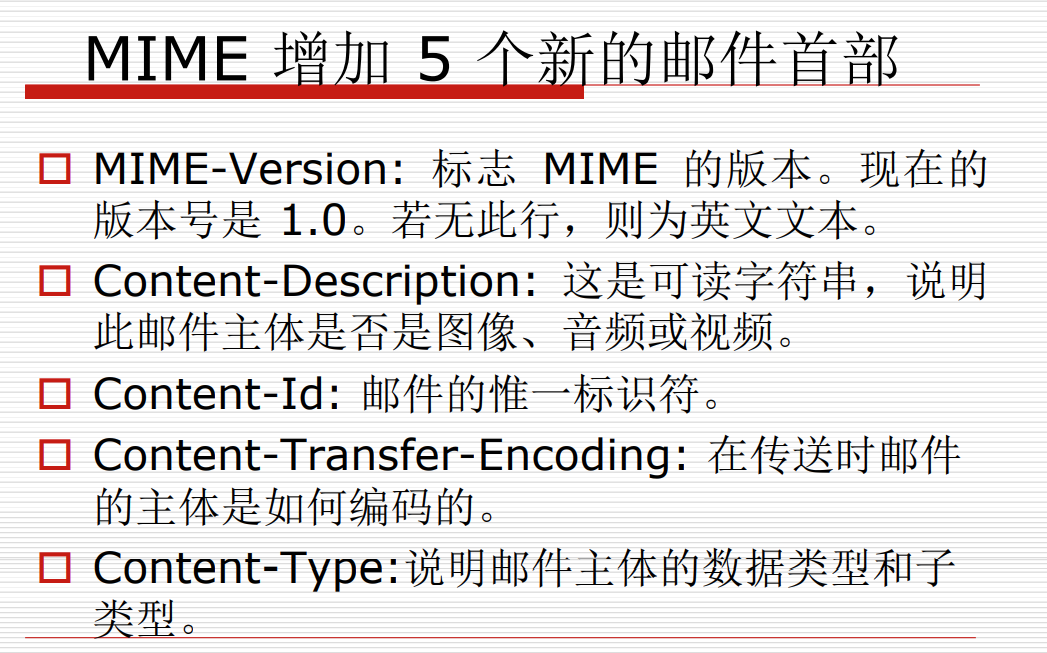 MIME 增加 5 个新的邮件首部
MIME-Version: 标志 MIME 的版本。现在的
版本号是 1.0。若无此行，则为英文文本。
Content-Description: 这是可读字符串，说明
此邮件主体是否是图像、音频或视频。
Content-Id: 邮件的惟一标识符。
Content-Transfer-Encoding: 在传送时邮件
的主体是如何编码的。
Content-Type:说明邮件主体的数据类型和子
类型。